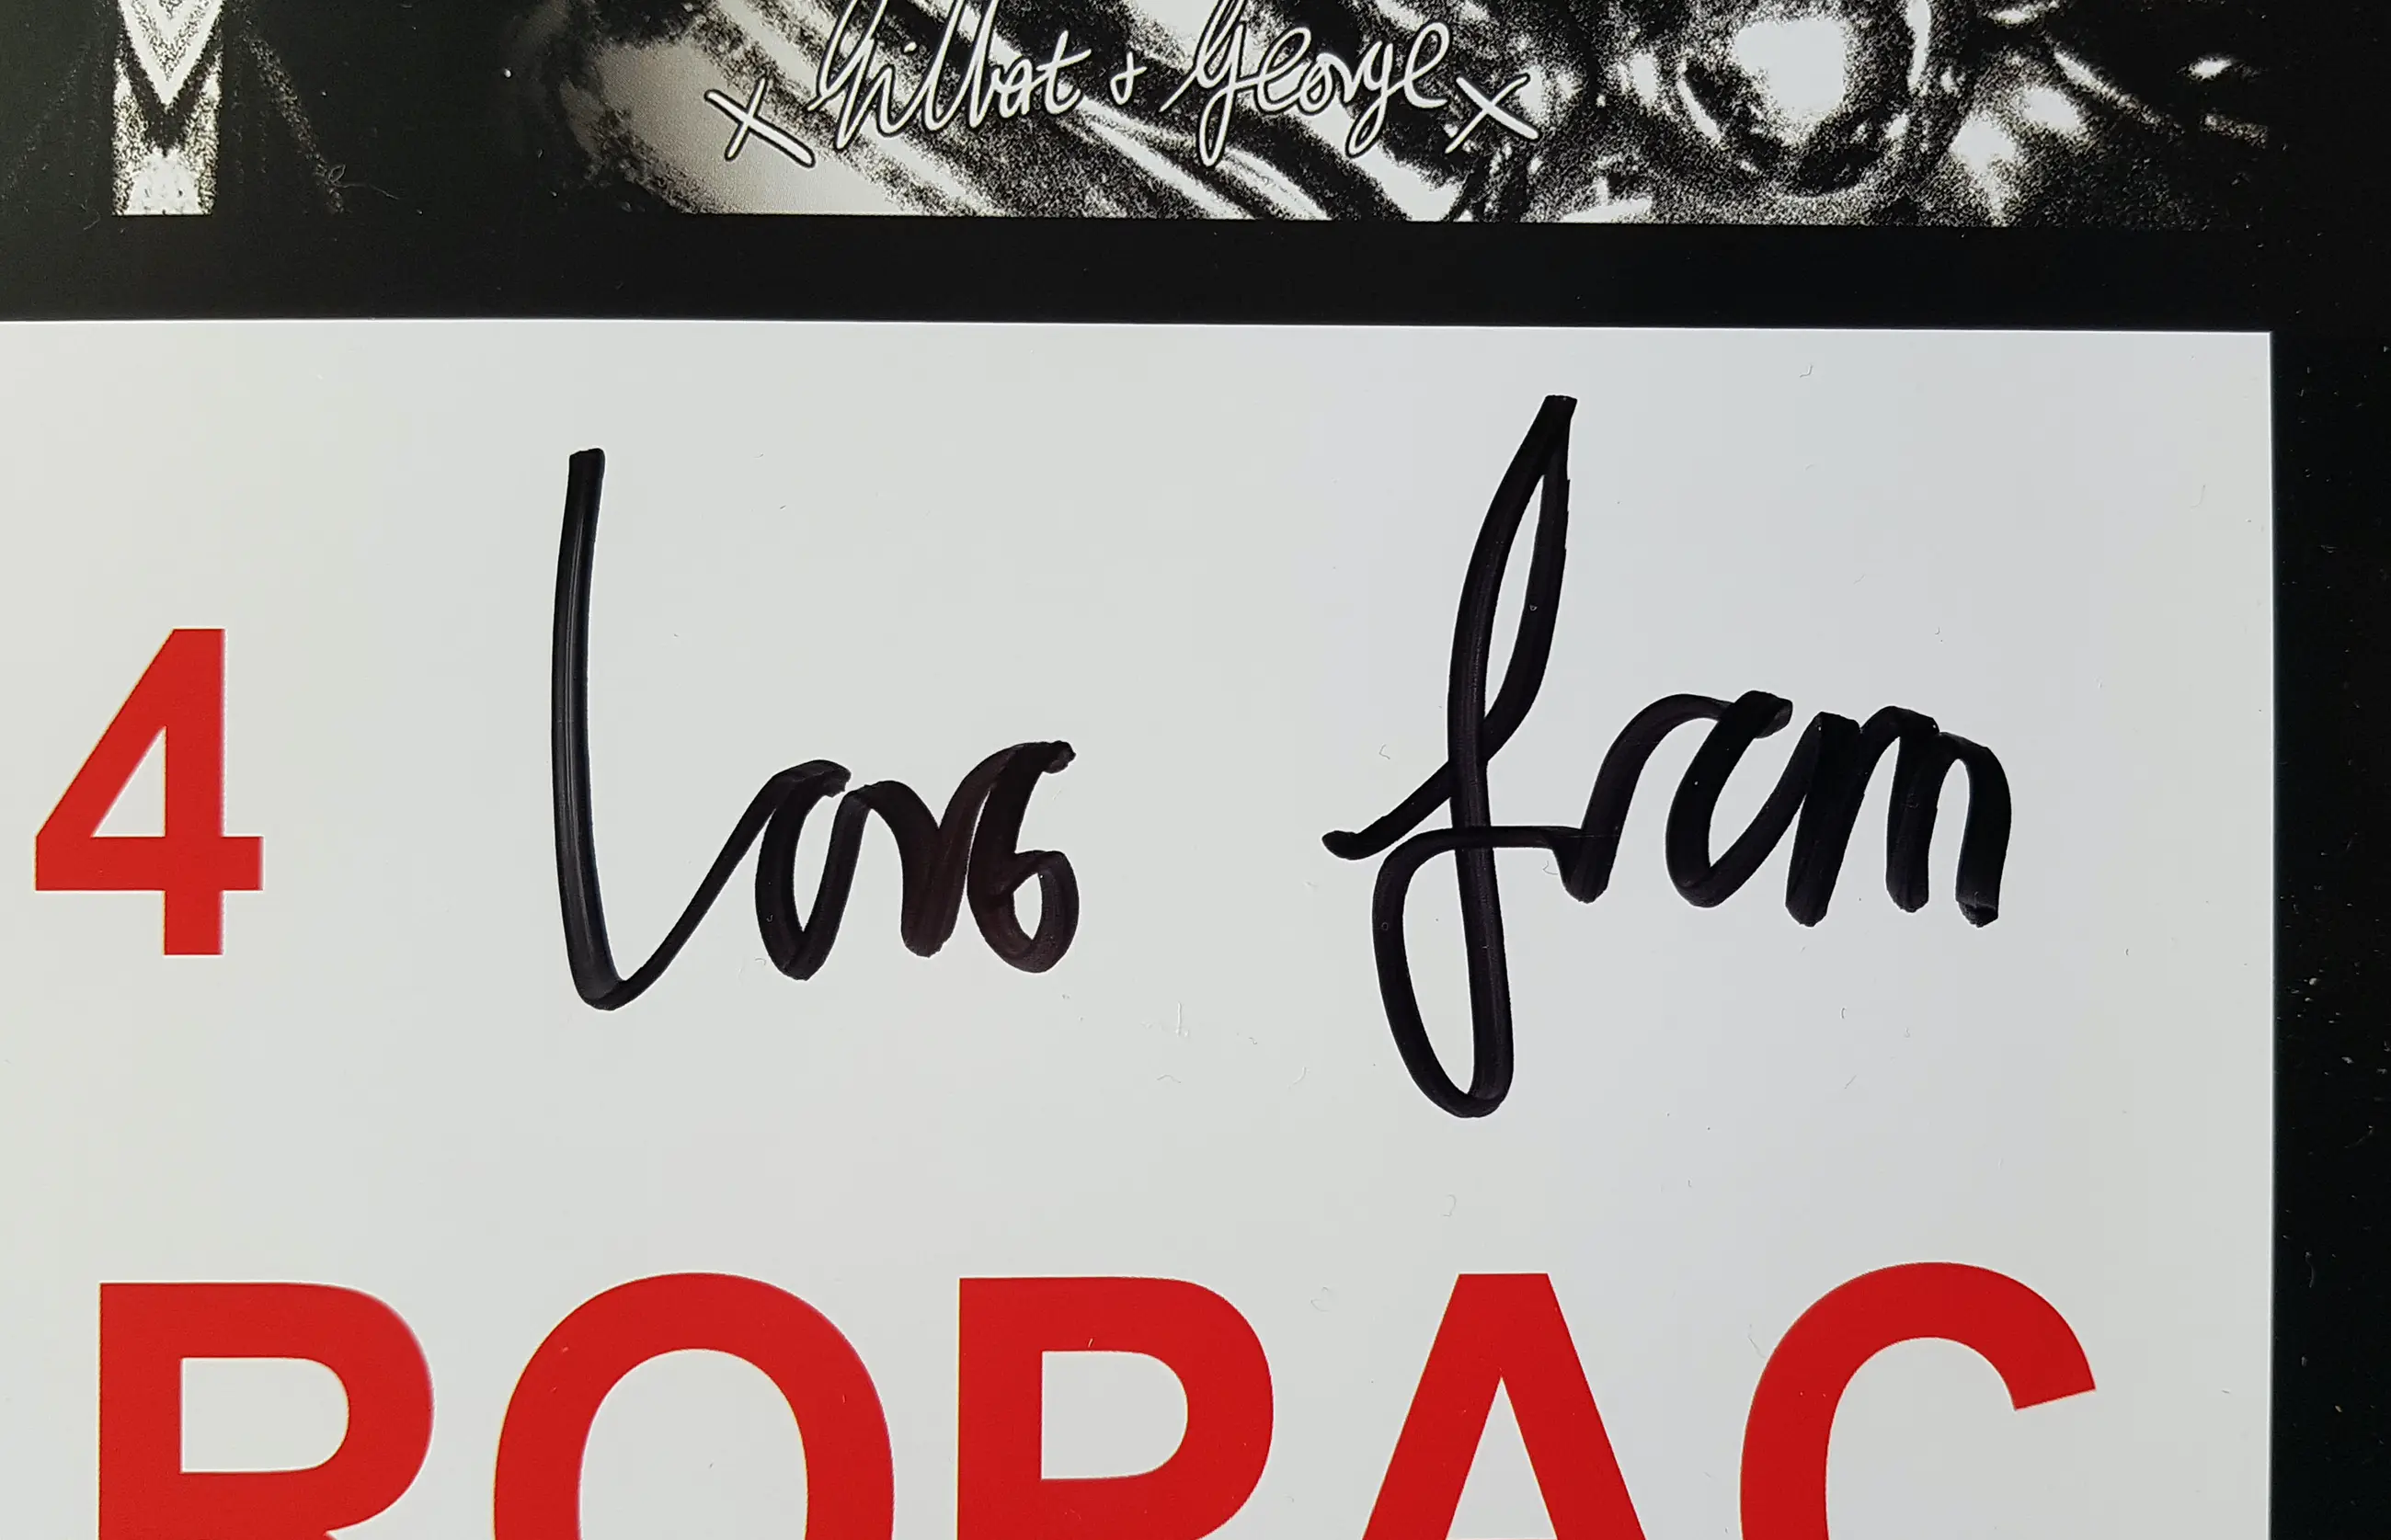 x Gilbert + George x
4 love from
ROPAC